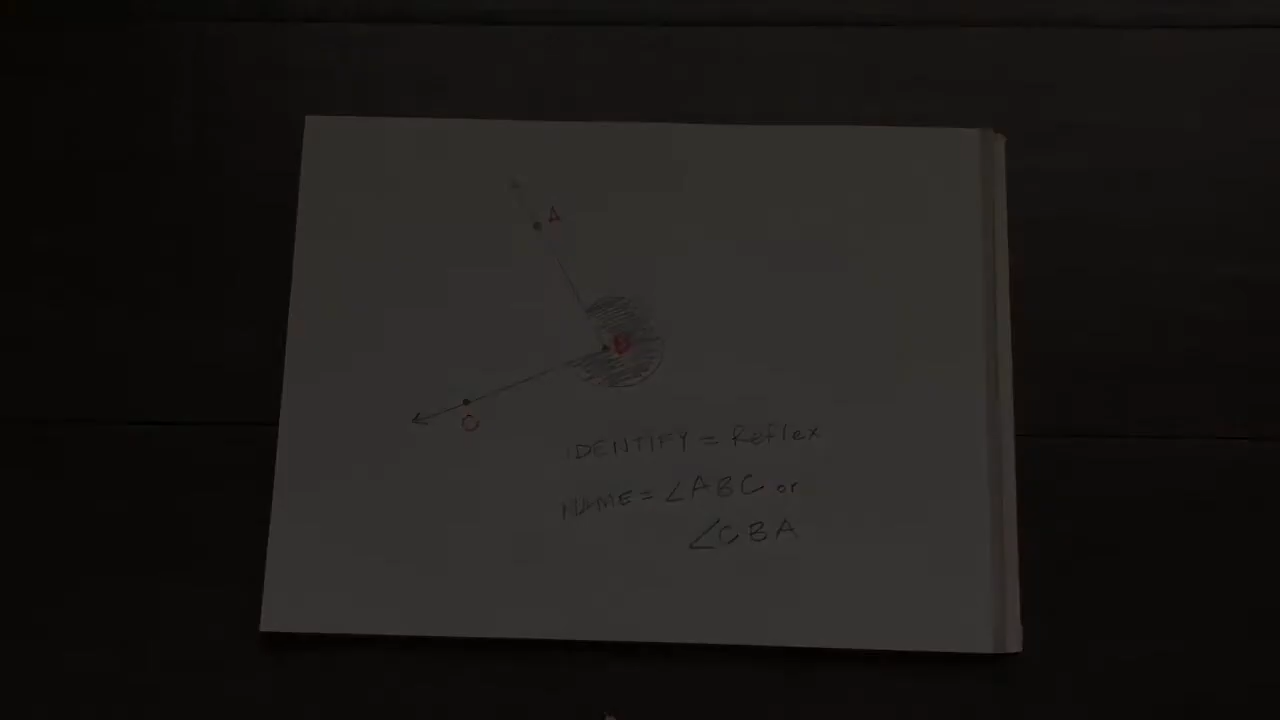 A
B
C
IDENTIFY = Reflex
NAME = ∠ABC or
∠CBA